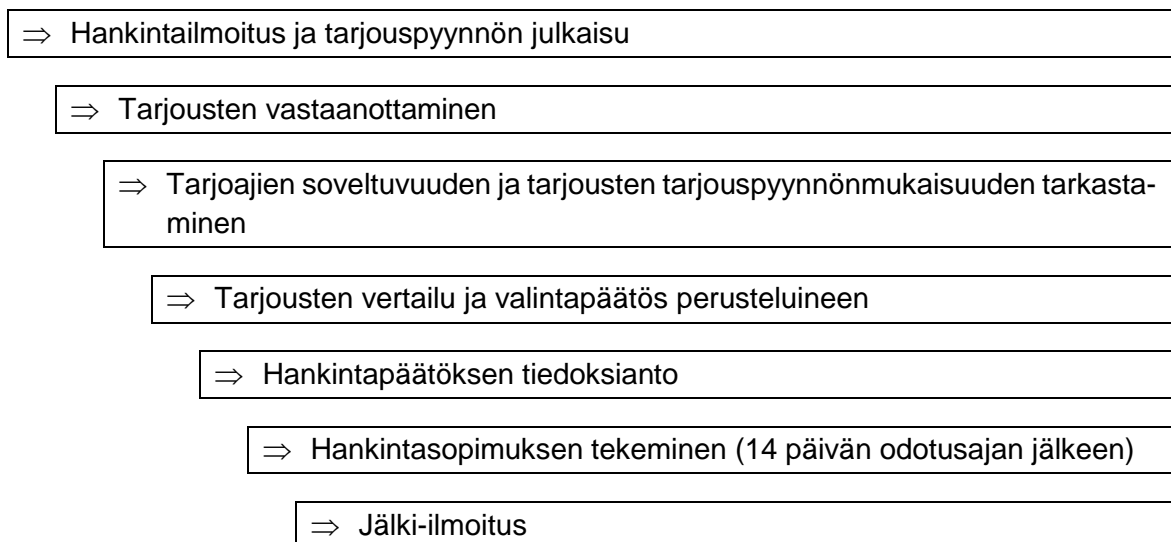 ⇒ Hankintailmoitus ja tarjouspyynnön julkaisu
⇒ Tarjousten vastaanottaminen
⇒ Tarjoajien soveltuvuuden ja tarjousten tarjouspyynnönmukaisuuden tarkasta-
minen
⇒ Tarjousten vertailu ja valintapäätös perusteluineen
⇒ Hankintapäätöksen tiedoksianto
⇒ Hankintasopimuksen tekeminen (14 päivän odotusajan jälkeen)
⇒ Jälki-ilmoitus